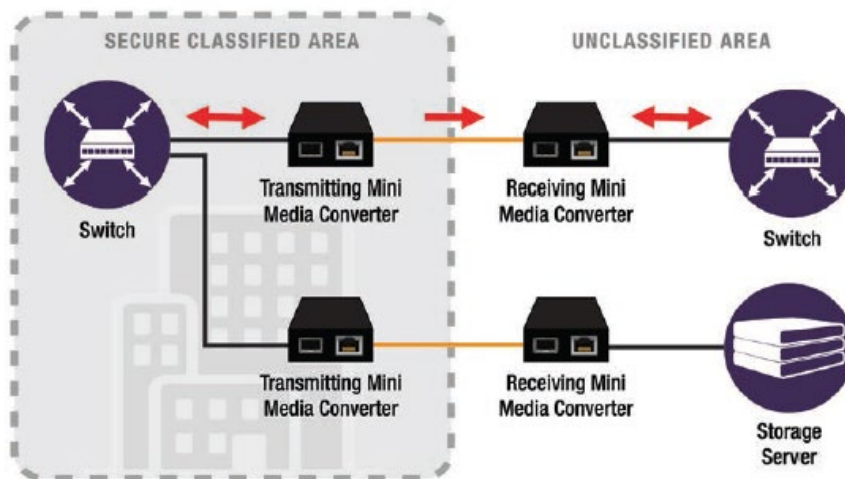 SECURE CLASSIFIED AREA
UNCLASSIFIED AREA
Switch
Transmitting Mini
Media Converter
Receiving Mini
Media Converter
Switch
Transmitting Mini
Media Converter
Receiving Mini
Media Converter
Storage
Server